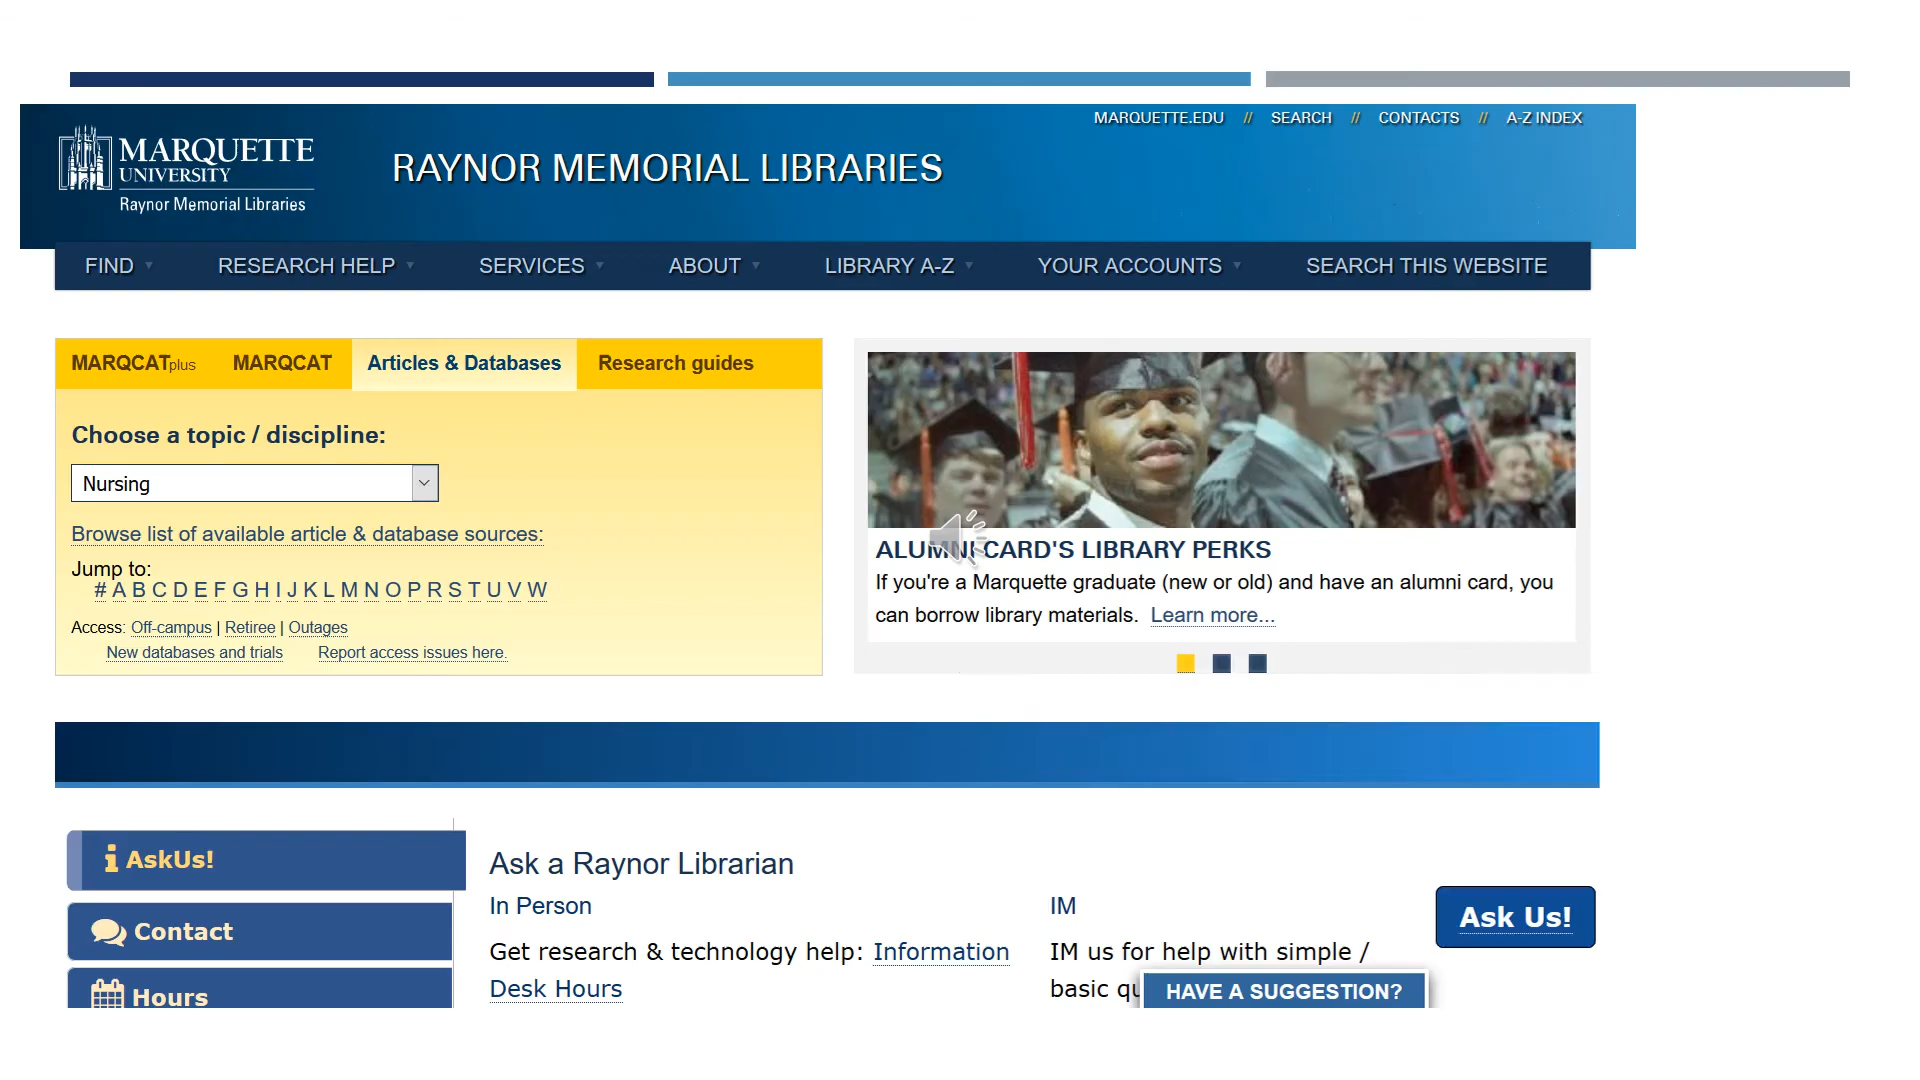 MARQUETTE.EDU // SEARCH // CONTACTS // A-Z INDEX
MARQUETTE
UNIVERSITY
Raynor Memorial Libraries
RAYNOR MEMORIAL LIBRARIES
FIND RESEARCH HELP SERVICES ABOUT LIBRARY A-Z YOUR ACCOUNTS SEARCH THIS WEBSITE
MARQCATplus MARQCAT Articles & Databases Research guides
Choose a topic / discipline:
Nursing
Browse list of available article & database sources:
Jump to:
# A B C D E F G H I J K L M N O P R S T U V W
Access: Off-campus | Retiree | Outages
New databases and trials Report access issues here.
ALUMNI CARD'S LIBRARY PERKS
If you're a Marquette graduate (new or old) and have an alumni card, you
can borrow library materials. Learn more...
AskUs!
Contact
Hours
Ask a Raynor Librarian
In Person
Get research & technology help: Information
Desk Hours
IM
IM us for help with simple /
basic qu
Ask Us!
HAVE A SUGGESTION?